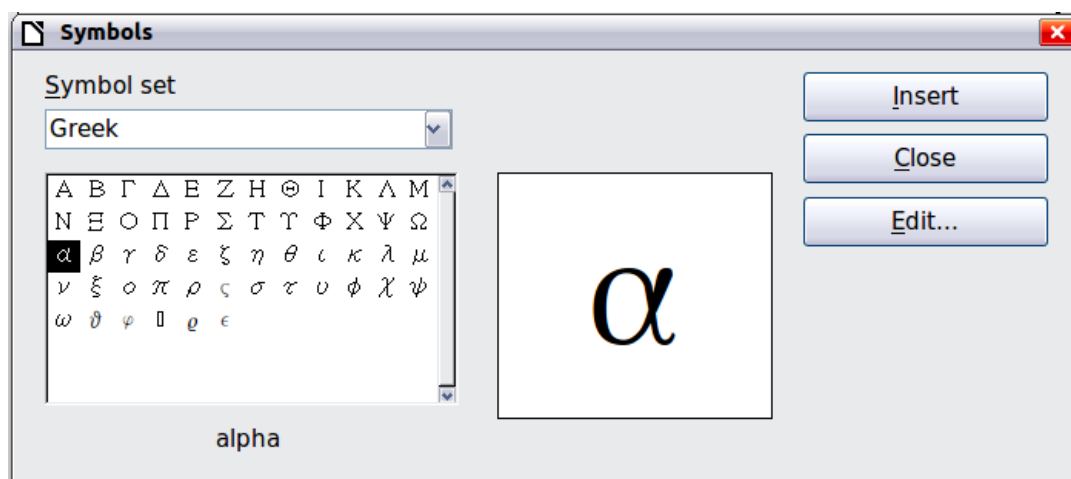 Symbols
Symbol set
Greek
Α Β Γ Δ Ε Ζ Η Θ Ι Κ Λ Μ
Ν Ξ Ο Π Ρ Σ Τ ϒ Φ Χ Ψ Ω
α β γ δ ε ζ η θ ι κ λ μ
ν ξ ο π ρ ς σ τ υ ϕ χ ψ
ω ϑ φ ϱ ϵ
alpha
α
Insert
Close
Edit...